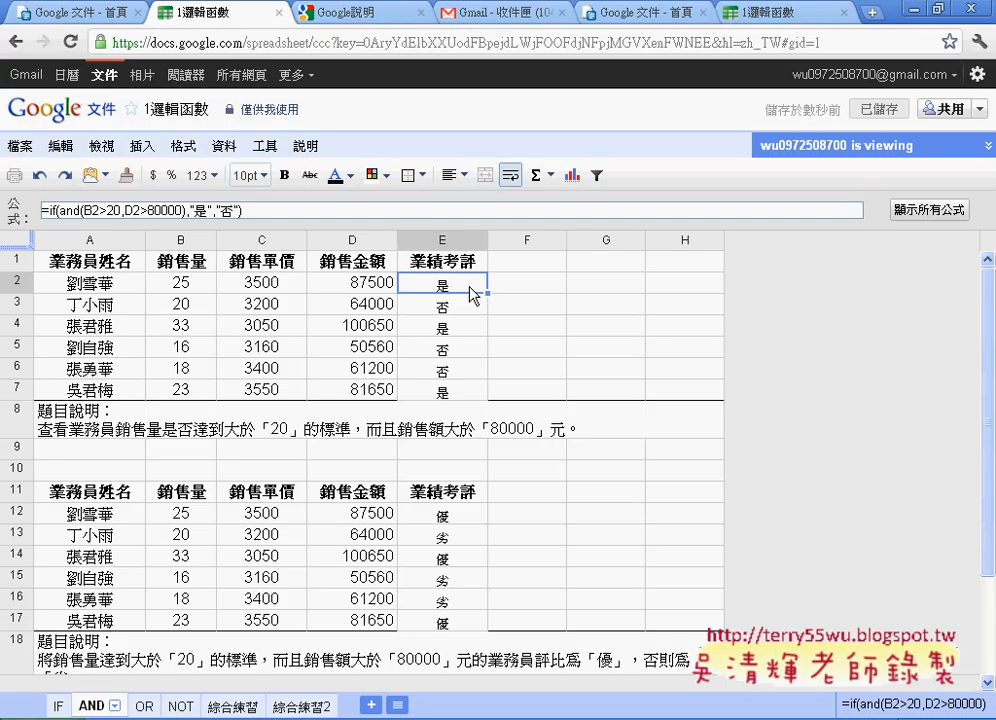 Google 文件 - 首頁
1邏輯函數
Google說明
Gmail - 收件匣 (10
Google 文件 - 首頁
1邏輯函數
https://docs.google.com/spreadsheet/ccc?key=0AryYdElbXXUodFBpejdLWjFOOFdjNFpjMGVXenFWNEE&hl=zh_TW#gid=1
Gmail 日曆 文件 相片 閱讀器 所有網頁 更多
wu0972508700@gmail.com
Google 文件 1邏輯函數 僅供我使用
儲存於數秒前 已儲存 共用
檔案 編輯 檢視 插入 格式 資料 工具 說明
wu0972508700 is viewing
$ % 123 10pt B Abc A Σ
公式： =if(and(B2>20,D2>80000),"是","否") 顯示所有公式
A B C D E F G H
1 業務員姓名 銷售量 銷售單價 銷售金額 業績考評
2 劉雪華 25 3500 87500 是
3 丁小雨 20 3200 64000 否
4 張君雅 33 3050 100650 是
5 劉自強 16 3160 50560 否
6 張勇華 18 3400 61200 否
7 吳君梅 23 3550 81650 是
8 題目說明：
查看業務員銷售量是否達到大於「20」的標準，而且銷售額大於「80000」元。
9
10
11 業務員姓名 銷售量 銷售單價 銷售金額 業績考評
12 劉雪華 25 3500 87500 優
13 丁小雨 20 3200 64000 劣
14 張君雅 33 3050 100650 優
15 劉自強 16 3160 50560 劣
16 張勇華 18 3400 61200 劣
17 吳君梅 23 3550 81650 優
18 題目說明：
將銷售量達到大於「20」的標準，而且銷售額大於「80000」元的業務員評比為「優」，否則為
http://terry55wu.blogspot.tw
吳清輝老師錄製
IF AND OR NOT 綜合練習 綜合練習2
=if(and(B2>20,D2>80000)